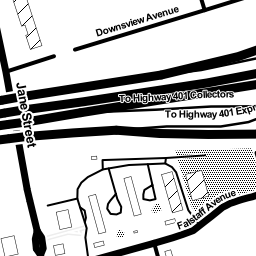 Downsview Avenue
To Highway 401 Collectors
To Highway 401 Expr
Jane Street
Falstaff Avenue